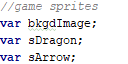 //game sprites
var bkgdImage;
var sDragon;
var sArrow;